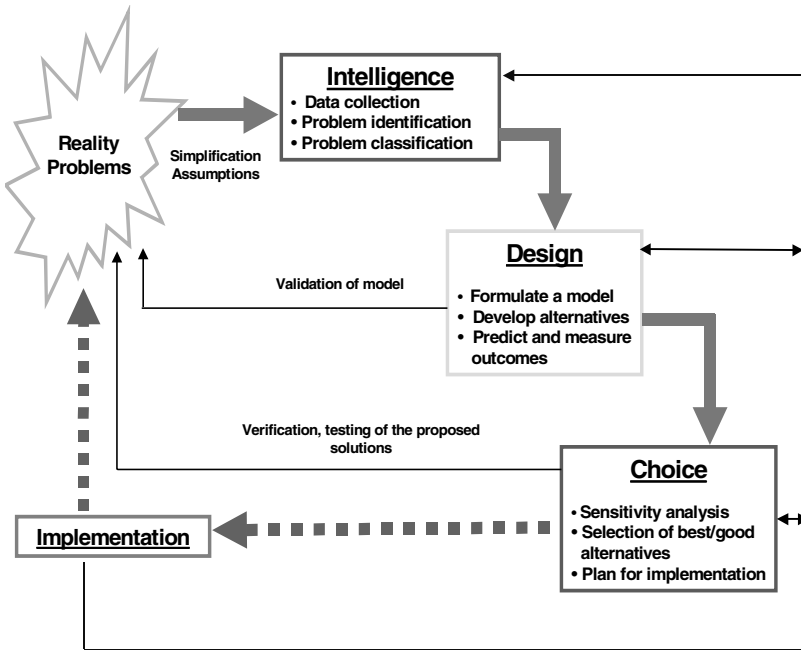 Reality
Problems
Simplification
Assumptions
Intelligence
• Data collection
• Problem identification
• Problem classification
Design
• Formulate a model
• Develop alternatives
• Predict and measure
outcomes
Validation of model
Verification, testing of the proposed
solutions
Choice
• Sensitivity analysis
• Selection of best/good
alternatives
• Plan for implementation
Implementation